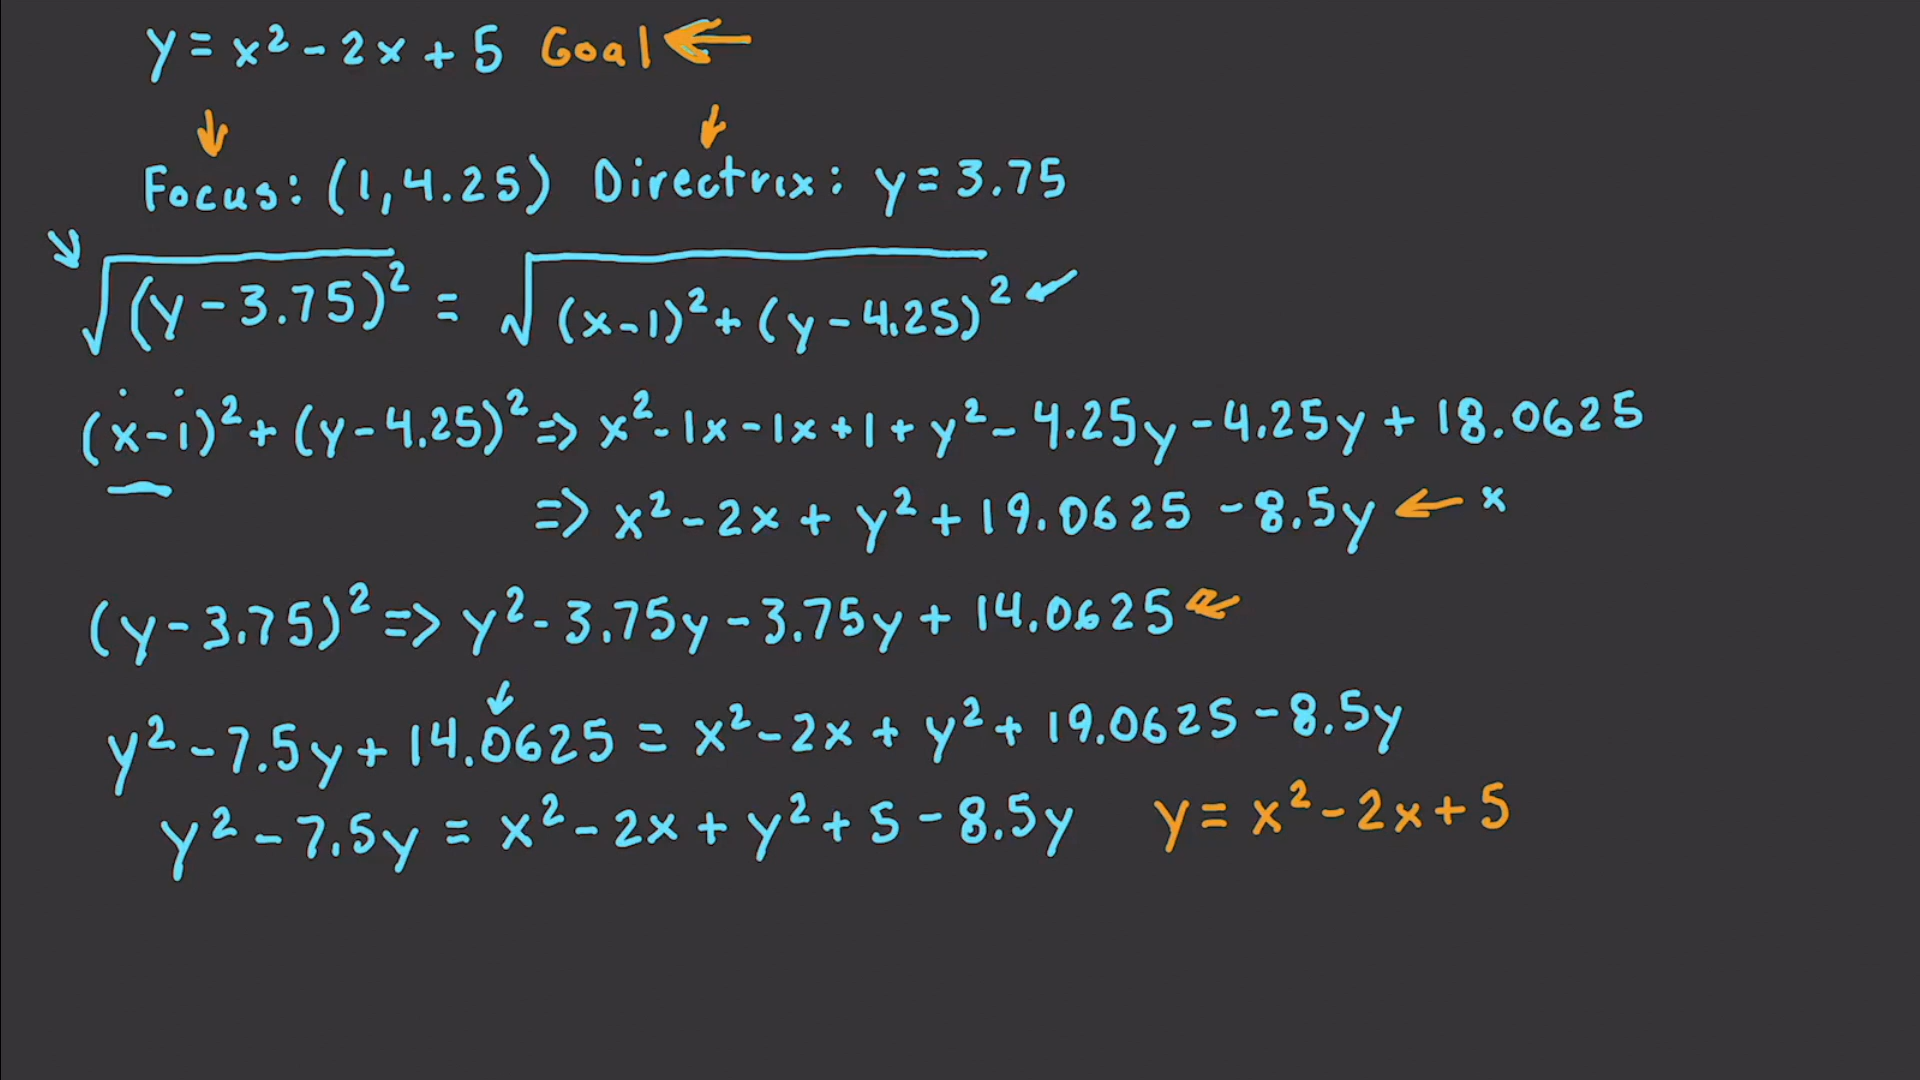 y = x² - 2x + 5 Goal
Focus: (1, 4.25) Directrix: y = 3.75
√(y - 3.75)² = √(x - 1)² + (y - 4.25)²
(x - 1)² + (y - 4.25)² => x² - 1x - 1x + 1 + y² - 4.25y - 4.25y + 18.0625
=> x² - 2x + y² + 19.0625 - 8.5y ← x
(y - 3.75)² => y² - 3.75y - 3.75y + 14.0625
y² - 7.5y + 14.0625 = x² - 2x + y² + 19.0625 - 8.5y
y² - 7.5y = x² - 2x + y² + 5 - 8.5y y = x² - 2x + 5